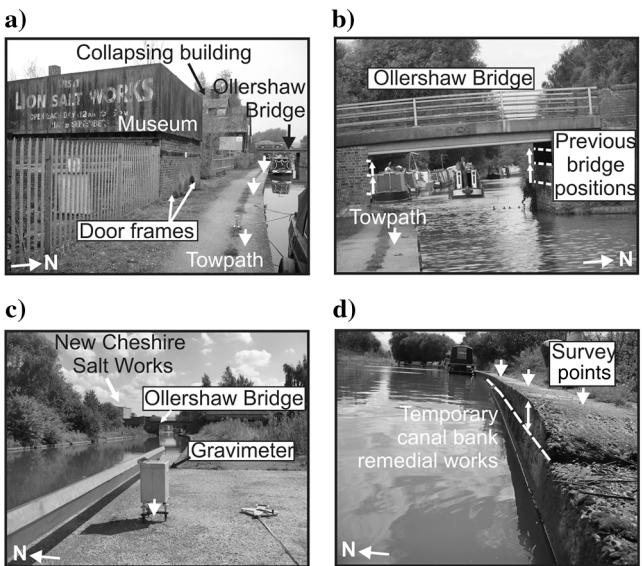 a)
Collapsing building
Ollershaw
Bridge
VISIT
LION SALT WORKS
Museum
Door frames
Towpath
N
b)
Ollershaw Bridge
Previous
bridge
positions
Towpath
N
c)
New Cheshire
Salt Works
Ollershaw Bridge
Gravimeter
N
d)
Survey
points
Temporary
canal bank
remedial works
N